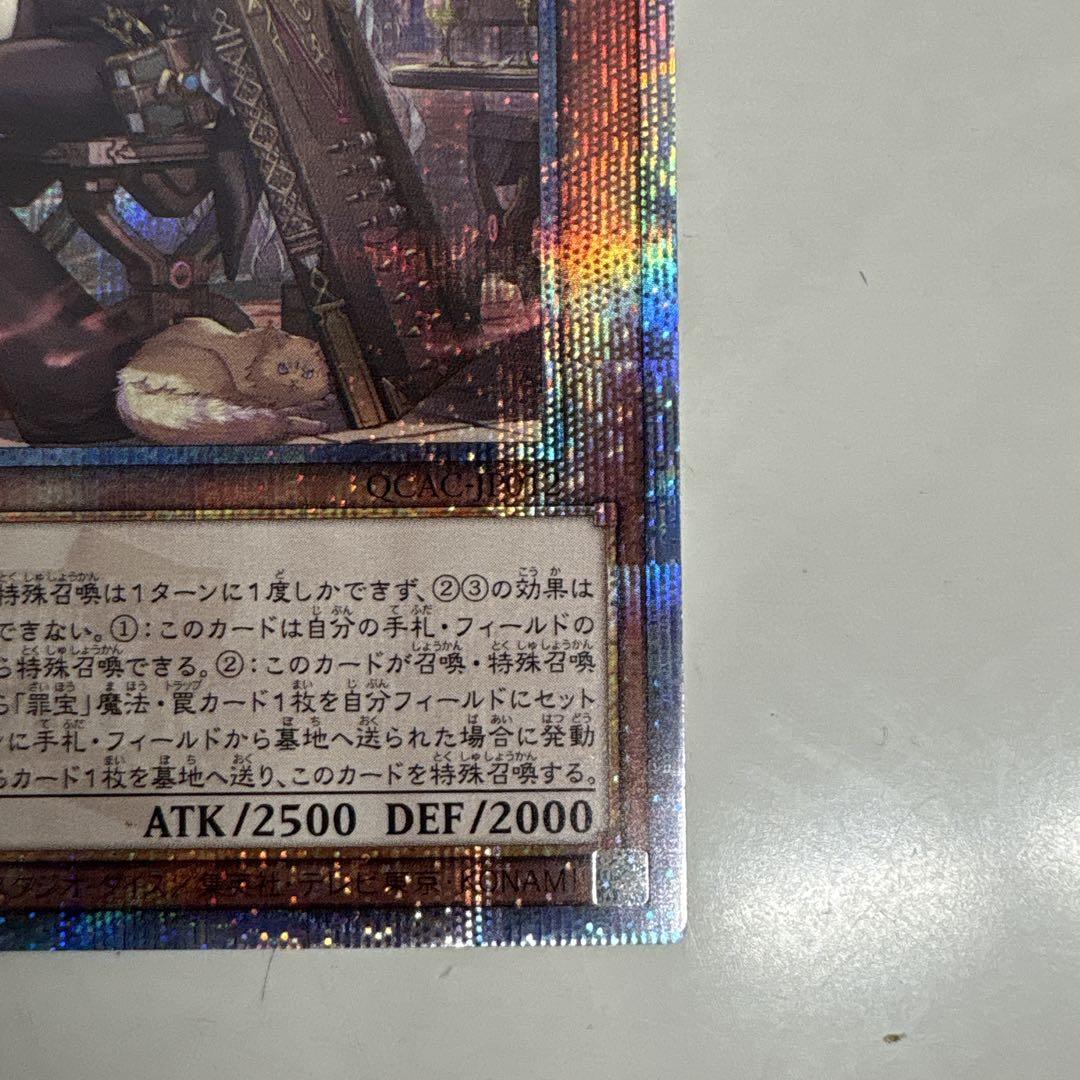 QCAC-JP012
特殊召喚は1ターンに1度しかできず、②③の効果は
できない。①：このカードは自分の手札・フィールドの
ら特殊召喚できる。②：このカードが召喚・特殊召喚
ら「罪宝」魔法・罠カード1枚を自分フィールドにセット
ンに手札・フィールドから墓地へ送られた場合に発動
らカード1枚を墓地へ送り、このカードを特殊召喚する。
ATK/2500 DEF/2000
スタジオ・ダイス/集英社・テレビ東京・KONAMI